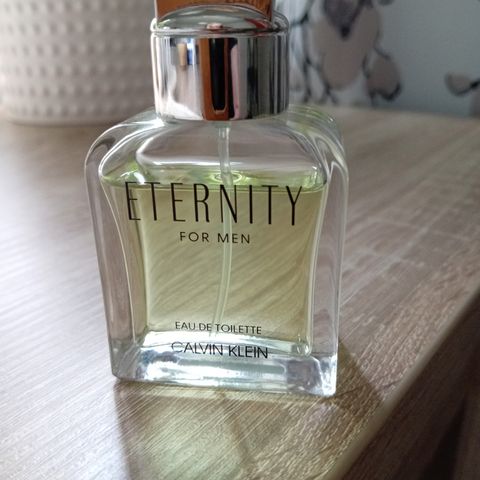 ETERNITY
FOR MEN
EAU DE TOILETTE
CALVIN KLEIN